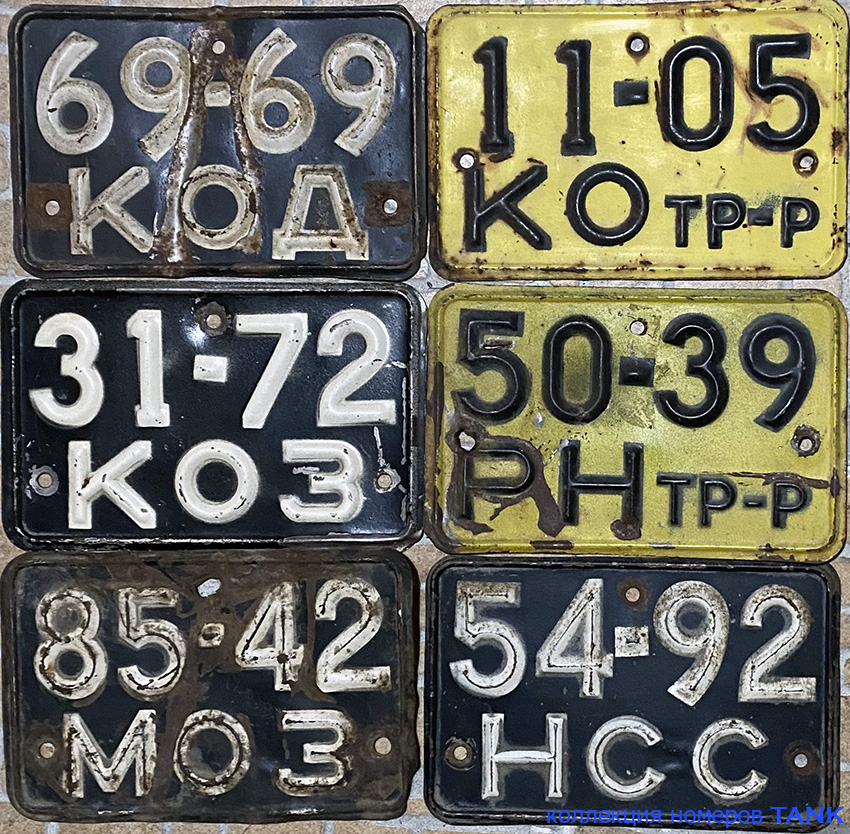 69-69
КОД
11-05
КО ТР-Р
31-72
КОЗ
50-39
РН ТР-Р
85-42
МОЗ
54-92
НСС
коллекция номеров TANK